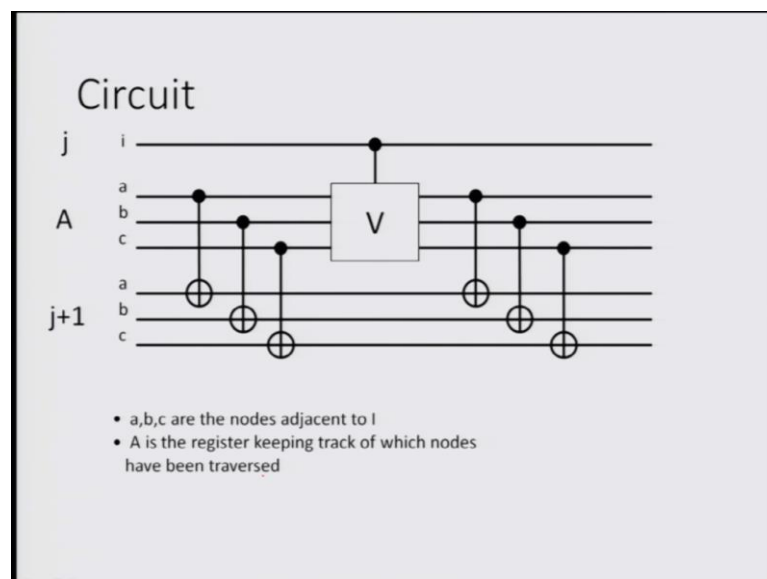 Circuit
j
i
a
A
b
V
c
a
j+1
b
c
• a,b,c are the nodes adjacent to I
• A is the register keeping track of which nodes
have been traversed